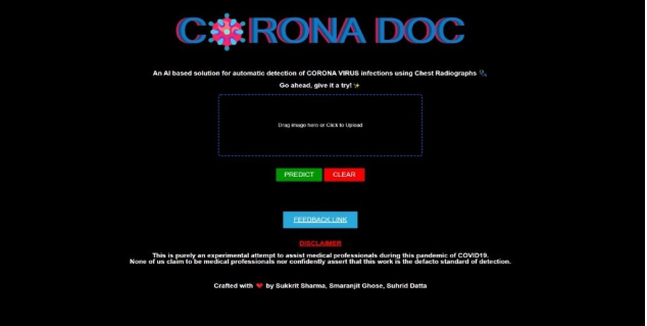 CORONA DOC
An AI based solution for automatic detection of CORONA VIRUS infections using Chest Radiographs 🩺
Go ahead, give it a try! ✨
Drag image here or Click to Upload
PREDICT CLEAR
FEEDBACK LINK
DISCLAIMER
This is purely an experimental attempt to assist medical professionals during this pandemic of COVID19.
None of us claim to be medical professionals nor confidently assert that this work is the defacto standard of detection.
Crafted with ❤️ by Sukkrit Sharma, Smaranjit Ghose, Suhrid Datta